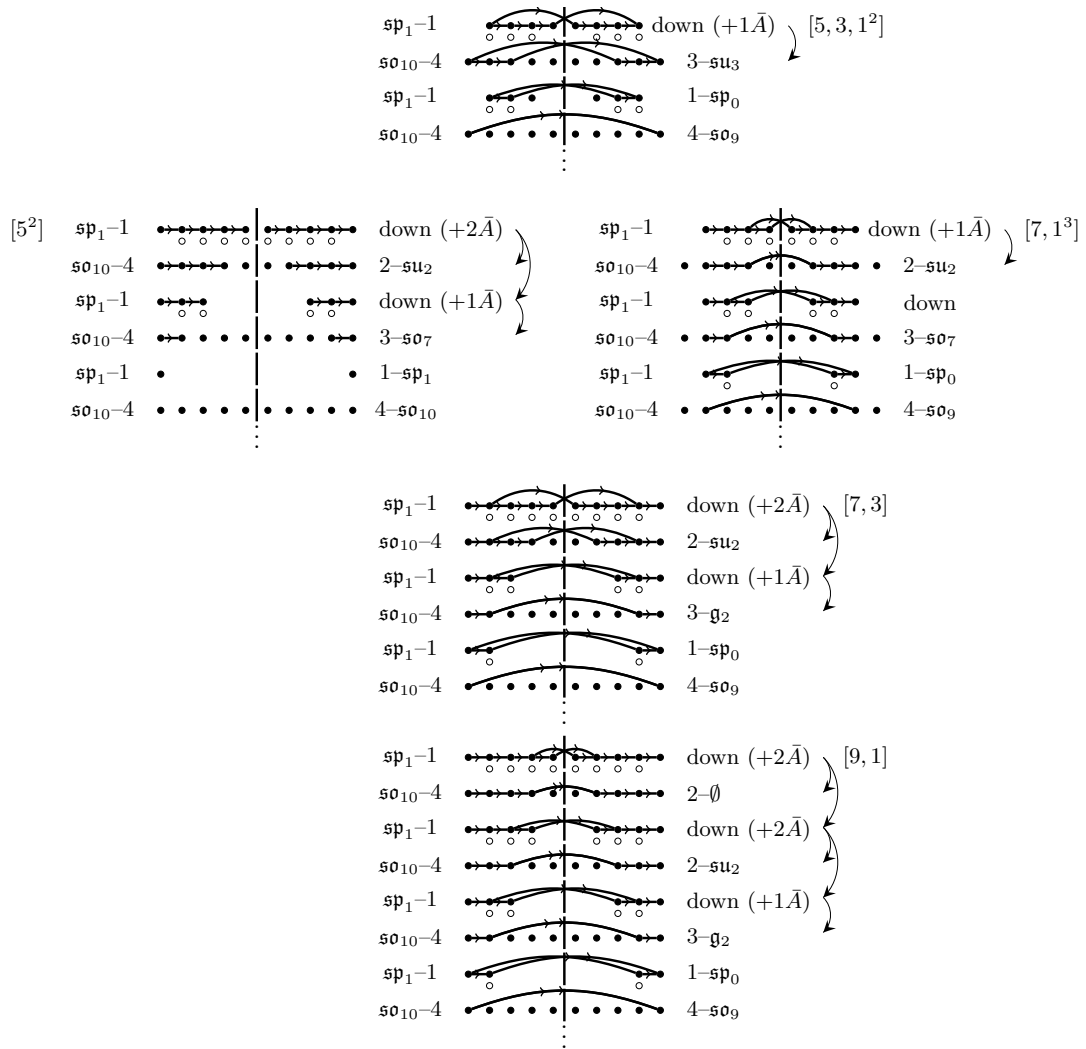 𝔰𝔭₁–1 down (+1Ā) [5, 3, 1²]
𝔰𝔬₁₀–4 3–𝔰𝔲₃
𝔰𝔭₁–1 1–𝔰𝔭₀
𝔰𝔬₁₀–4 4–𝔰𝔬₉
[5²] 𝔰𝔭₁–1 down (+2Ā)
𝔰𝔬₁₀–4 2–𝔰𝔲₂
𝔰𝔭₁–1 down (+1Ā)
𝔰𝔬₁₀–4 3–𝔰𝔬₇
𝔰𝔭₁–1 1–𝔰𝔭₁
𝔰𝔬₁₀–4 4–𝔰𝔬₁₀
𝔰𝔭₁–1 down (+1Ā) [7, 1³]
𝔰𝔬₁₀–4 2–𝔰𝔲₂
𝔰𝔭₁–1 down
𝔰𝔬₁₀–4 3–𝔰𝔬₇
𝔰𝔭₁–1 1–𝔰𝔭₀
𝔰𝔬₁₀–4 4–𝔰𝔬₉
𝔰𝔭₁–1 down (+2Ā) [7, 3]
𝔰𝔬₁₀–4 2–𝔰𝔲₂
𝔰𝔭₁–1 down (+1Ā)
𝔰𝔬₁₀–4 3–𝔤₂
𝔰𝔭₁–1 1–𝔰𝔭₀
𝔰𝔬₁₀–4 4–𝔰𝔬₉
𝔰𝔭₁–1 down (+2Ā) [9, 1]
𝔰𝔬₁₀–4 2–∅
𝔰𝔭₁–1 down (+2Ā)
𝔰𝔬₁₀–4 2–𝔰𝔲₂
𝔰𝔭₁–1 down (+1Ā)
𝔰𝔬₁₀–4 3–𝔤₂
𝔰𝔭₁–1 1–𝔰𝔭₀
𝔰𝔬₁₀–4 4–𝔰𝔬₉